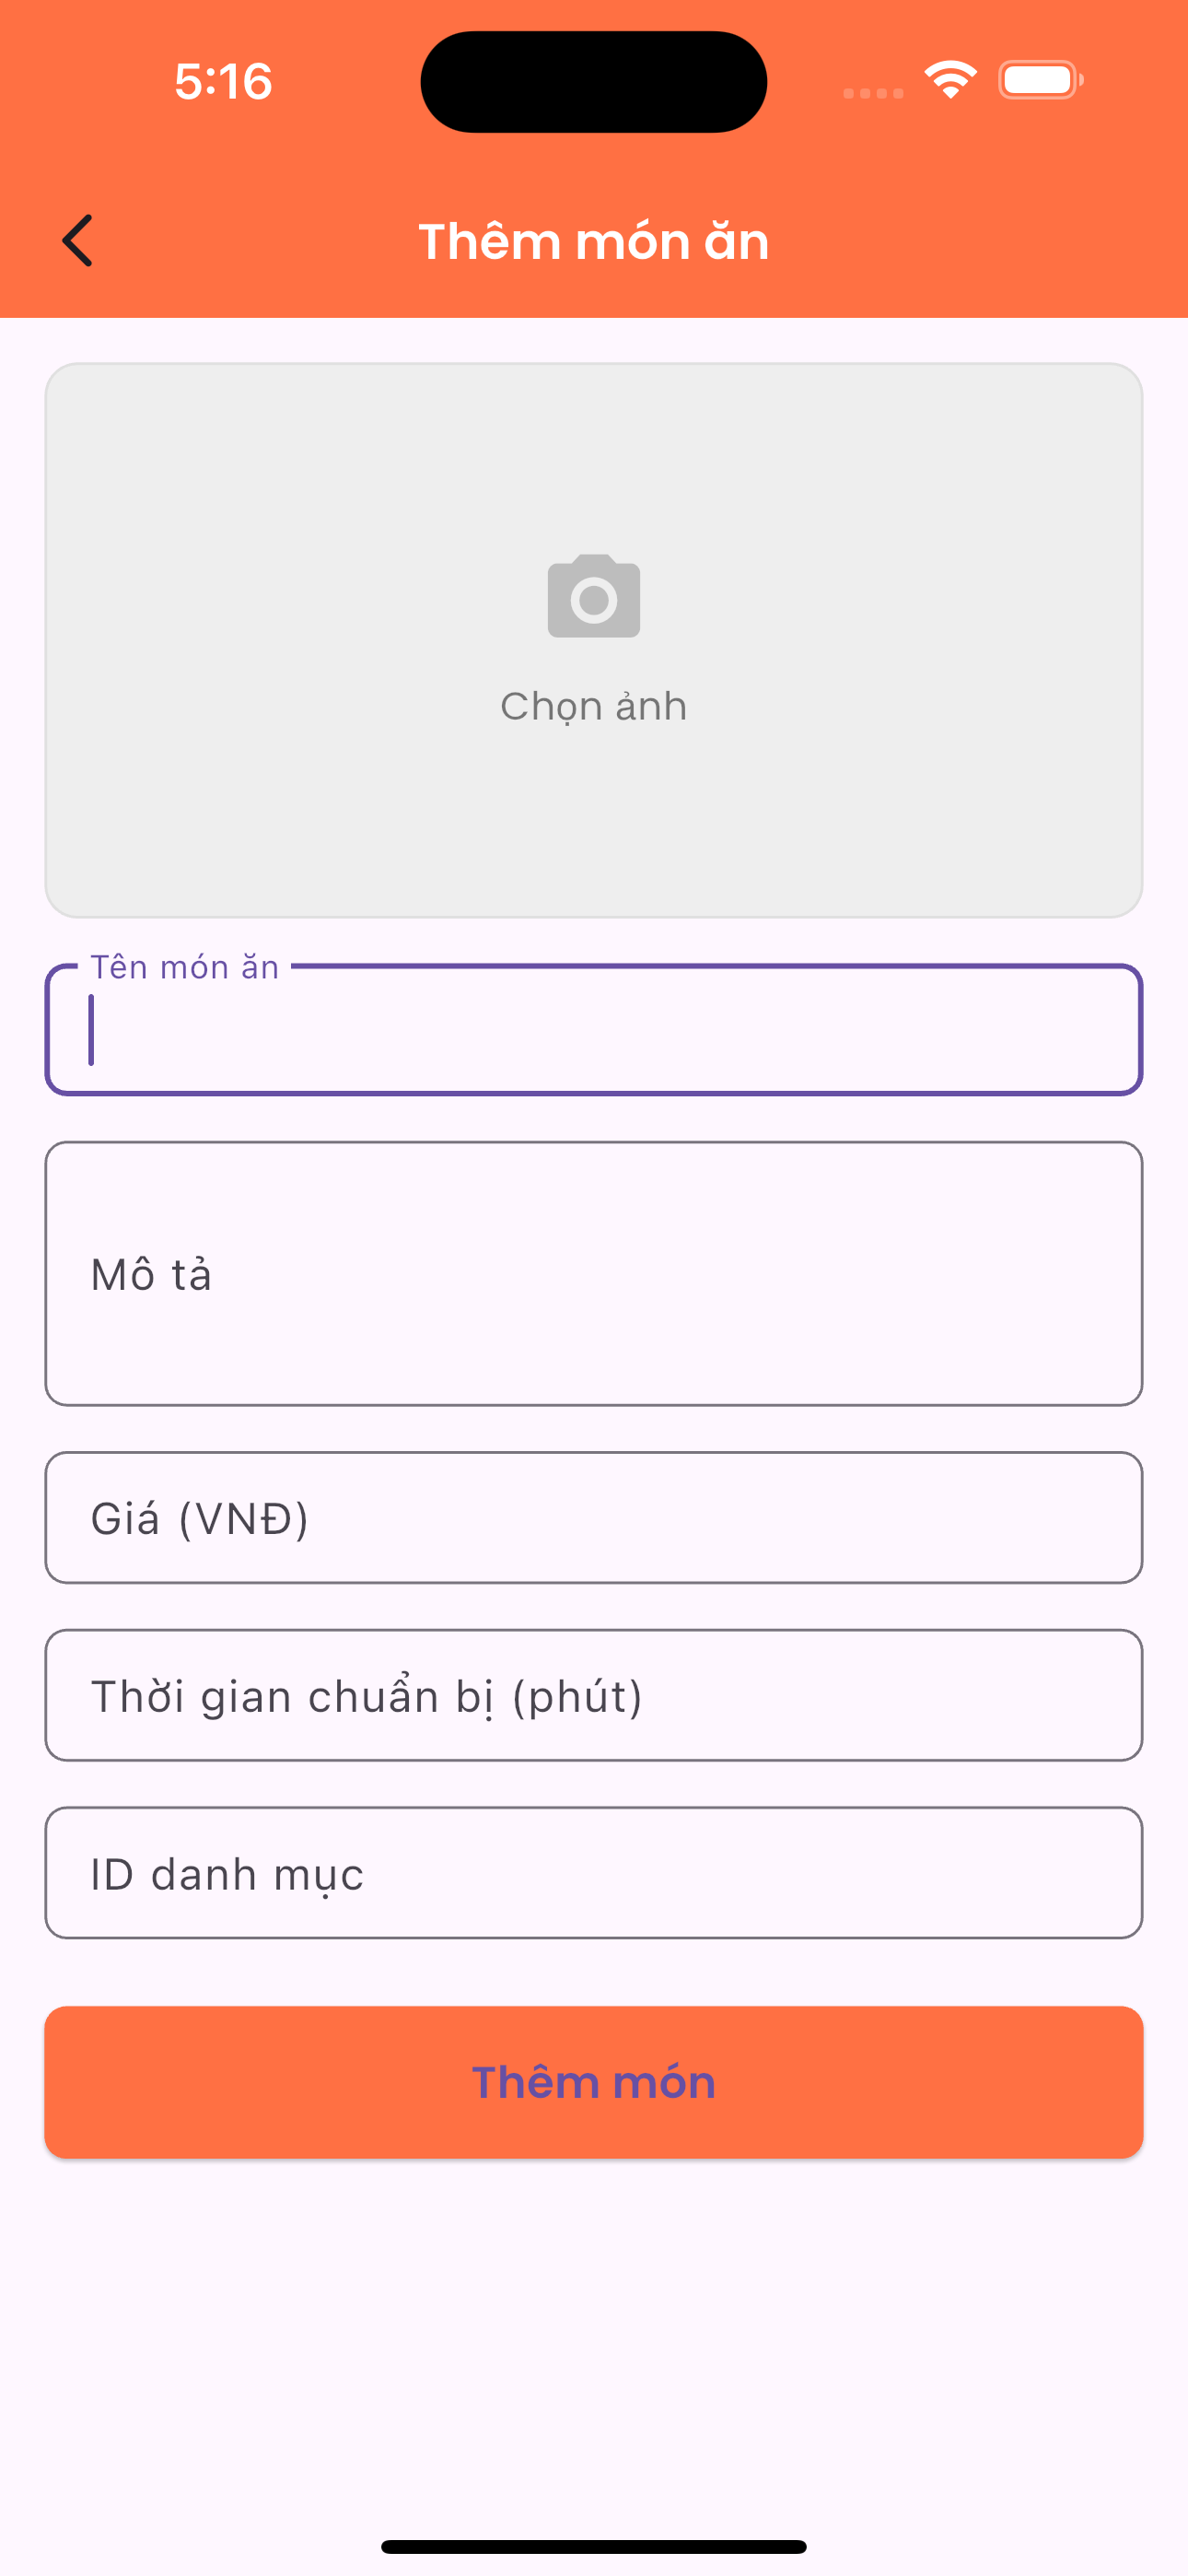 5:16
Thêm món ăn
Chọn ảnh
Tên món ăn
Mô tả
Giá (VNĐ)
Thời gian chuẩn bị (phút)
ID danh mục
Thêm món